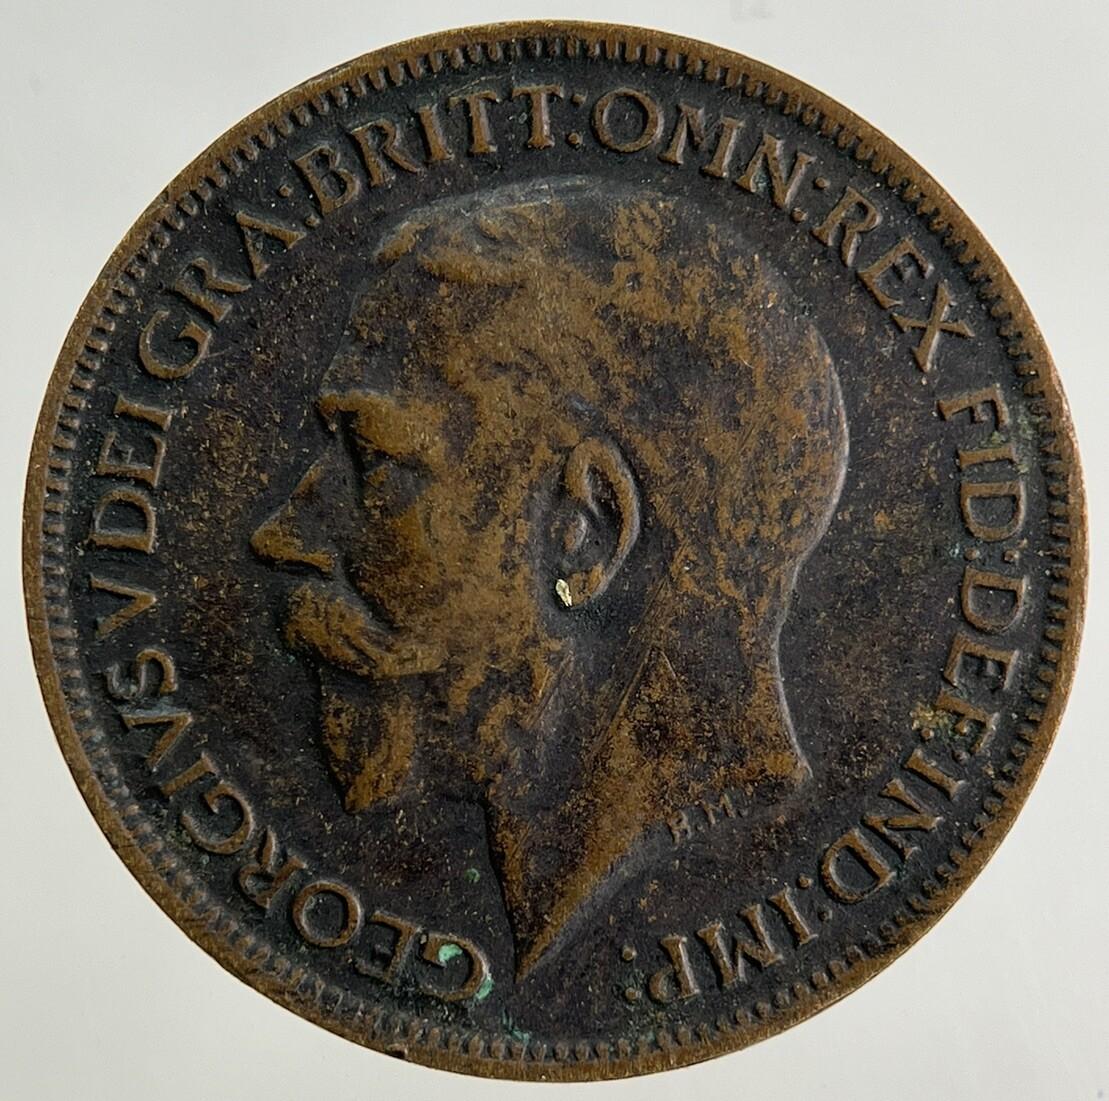 GEORGIVS V DEI GRA: BRITT: OMN: REX FID: DEF: IND: IMP:
B.M.